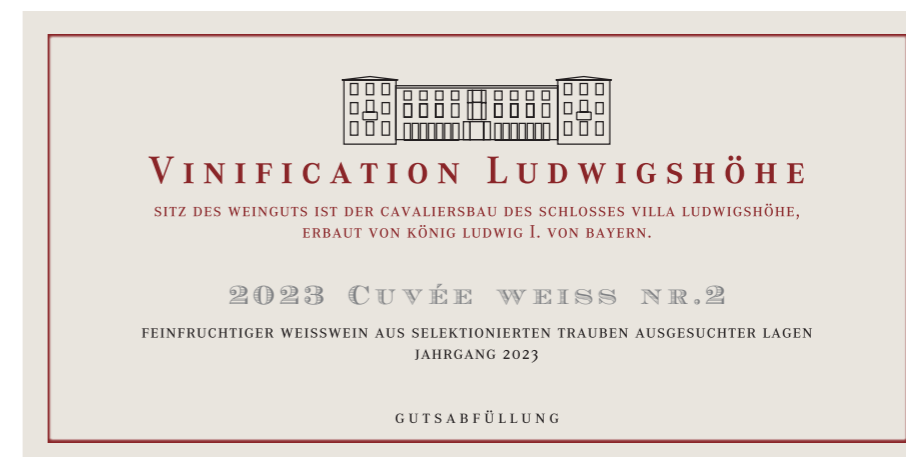 Vinification Ludwigshöhe
sitz des weinguts ist der cavaliersbau des schlosses villa ludwigshöhe,
erbaut von könig ludwig I. von bayern.
2023 Cuvée weiss nr.2
feinfruchtiger weisswein aus selektionierten trauben ausgesuchter lagen
jahrgang 2023
gutsabfüllung